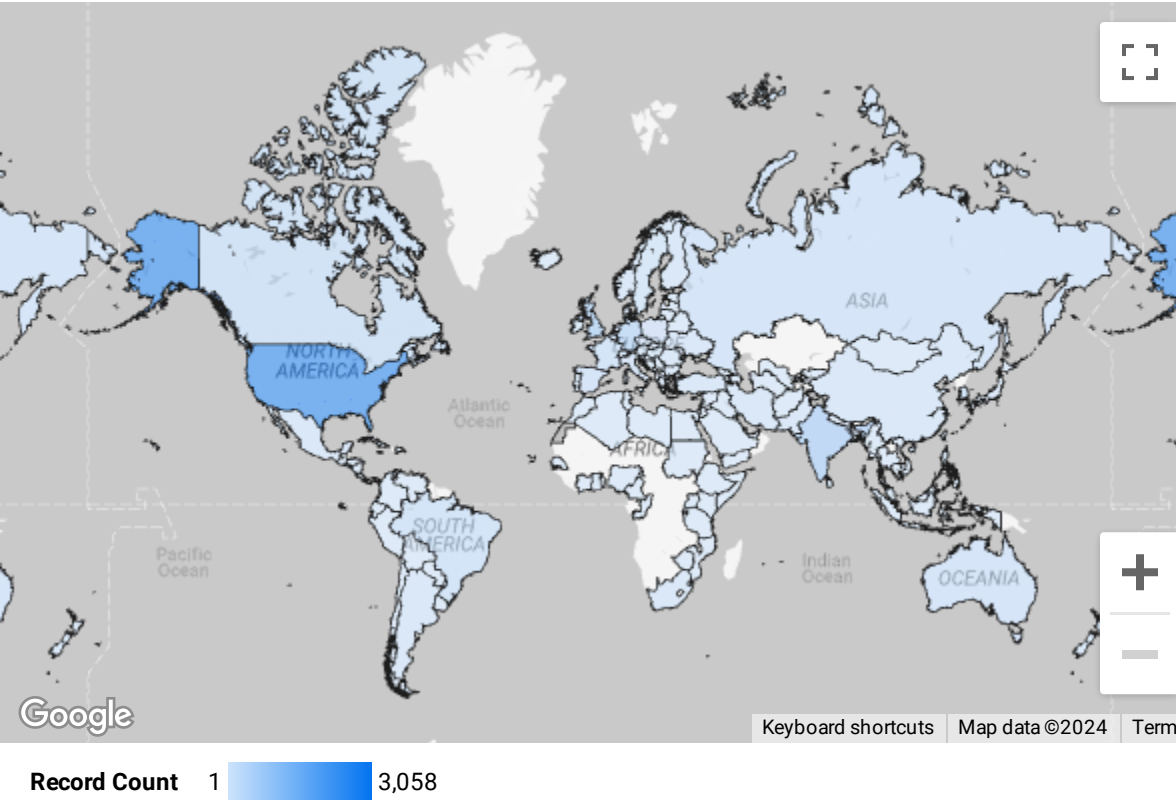 ASIA
NORTH
AMERICA
EUROPE
Atlantic
Ocean
AFRICA
SOUTH
AMERICA
Pacific
Ocean
Indian
Ocean
OCEANIA
Google
Keyboard shortcuts
Map data ©2024
Term
Record Count 1 3,058